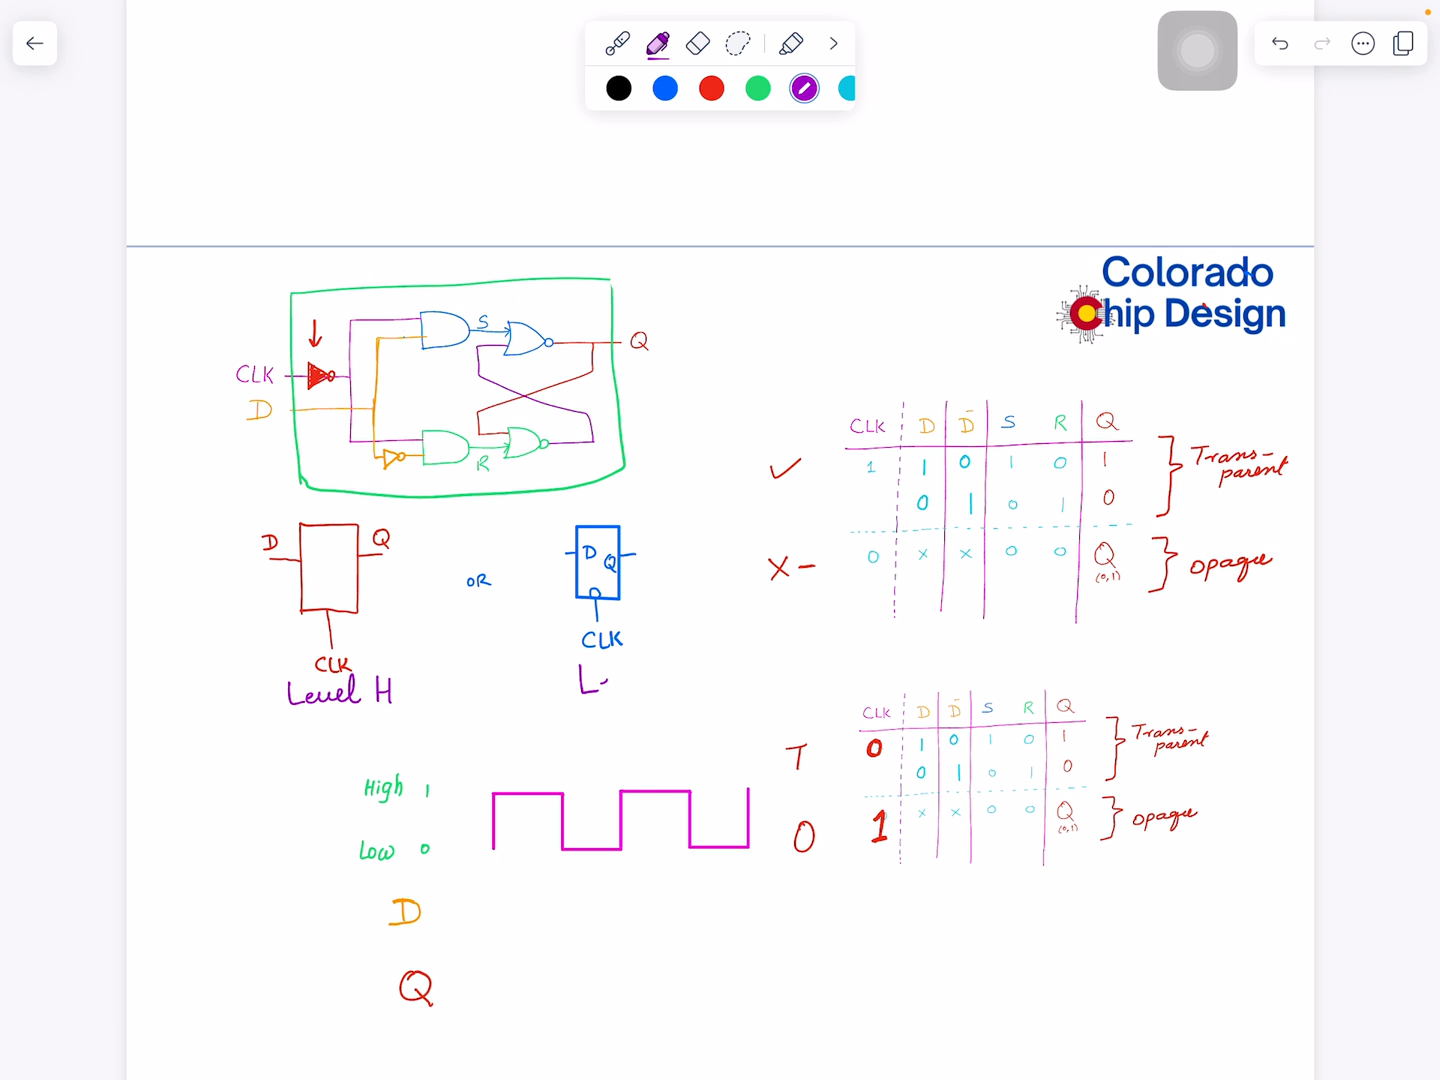 Colorado
Chip Design
S
Q
CLK
D
R
D
Q
CLK
Level H
OR
D
Q
CLK
L-
CLK D D̄ S R Q
✓ 1 1 0 1 0 1
0 1 0 1 0
Trans-
parent
X- 0 x x 0 0 Q
(0,1)
opaque
CLK D D̄ S R Q
T 0 1 0 1 0 1
0 1 0 1 0
Trans-
parent
O 1 x x 0 0 Q
(0,1)
opaque
High 1
Low 0
D
Q